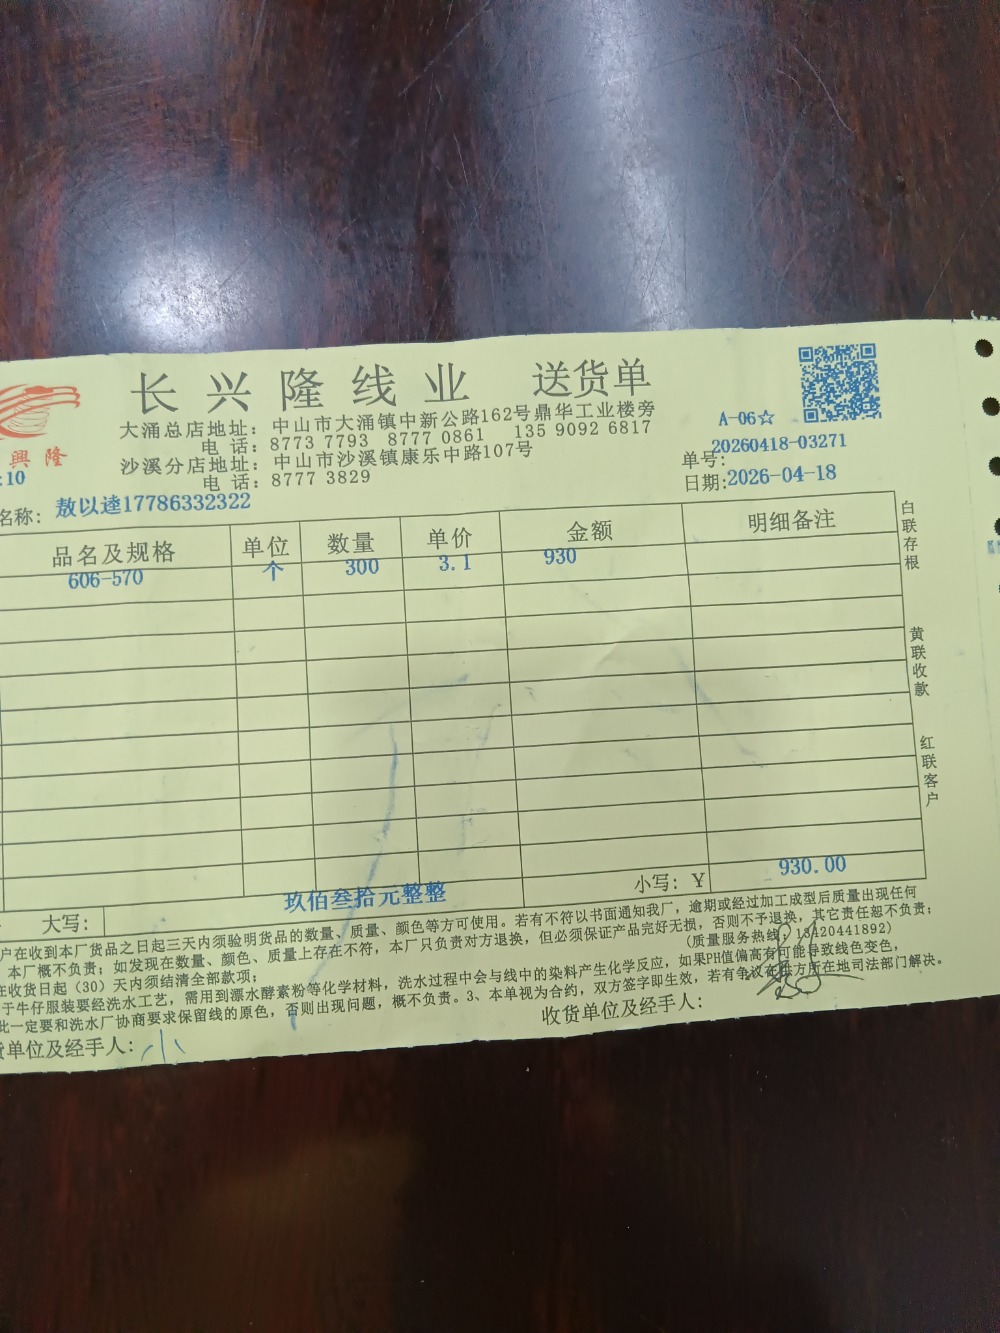 长兴隆线业 送货单
大涌总店地址：中山市大涌镇中新公路162号鼎华工业楼旁
电 话：8773 7793 8777 0861 135 9092 6817
沙溪分店地址：中山市沙溪镇康乐中路107号
电 话：8777 3829
興隆
:10
A-06☆
单号: 20260418-03271
日期: 2026-04-18
名称: 敖以逵17786332322
品名及规格 单位 数量 单价 金额 明细备注
606-570 个 300 3.1 930
白联存根
黄联收款
红联客户
大写: 玖佰叁拾元整整 小写: ￥ 930.00
户在收到本厂货品之日起三天内须验明货品的数量、质量、颜色等方可使用。若有不符以书面通知我厂，逾期或经过加工成型后质量出现任何
本厂概不负责；如发现在数量、颜色、质量上存在不符，本厂只负责对方退换，但必须保证产品完好无损，否则不予退换，其它责任恕不负责；
在收货日起（30）天内须结清全部款项； (质量服务热线：13420441892)
于牛仔服装要经洗水工艺，需用到漂水酵素粉等化学材料，洗水过程中会与线中的染料产生化学反应，如果PH值偏高有可能导致线色变色，
此一定要和洗水厂协商要求保留线的原色，否则出现问题，概不负责。3、本单视为合约，双方签字即生效，若有争议在供方所在地司法部门解决。
货单位及经手人: 小 收货单位及经手人: